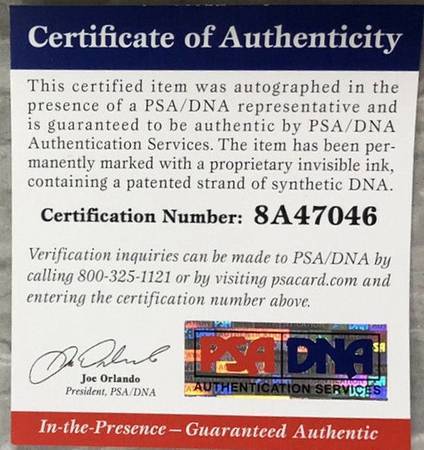 Certificate of Authenticity
This certified item was autographed in the
presence of a PSA/DNA representative and
is guaranteed to be authentic by PSA/DNA
Authentication Services. The item has been per-
manently marked with a proprietary invisible ink,
containing a patented strand of synthetic DNA.
Certification Number: 8A47046
Verification inquiries can be made to PSA/DNA by
calling 800-325-1121 or by visiting psacard.com and
entering the certification number above.
Joe Orlando
President, PSA/DNA
PSA DNA
AUTHENTICATION SERVICES
In-the-Presence – Guaranteed Authentic